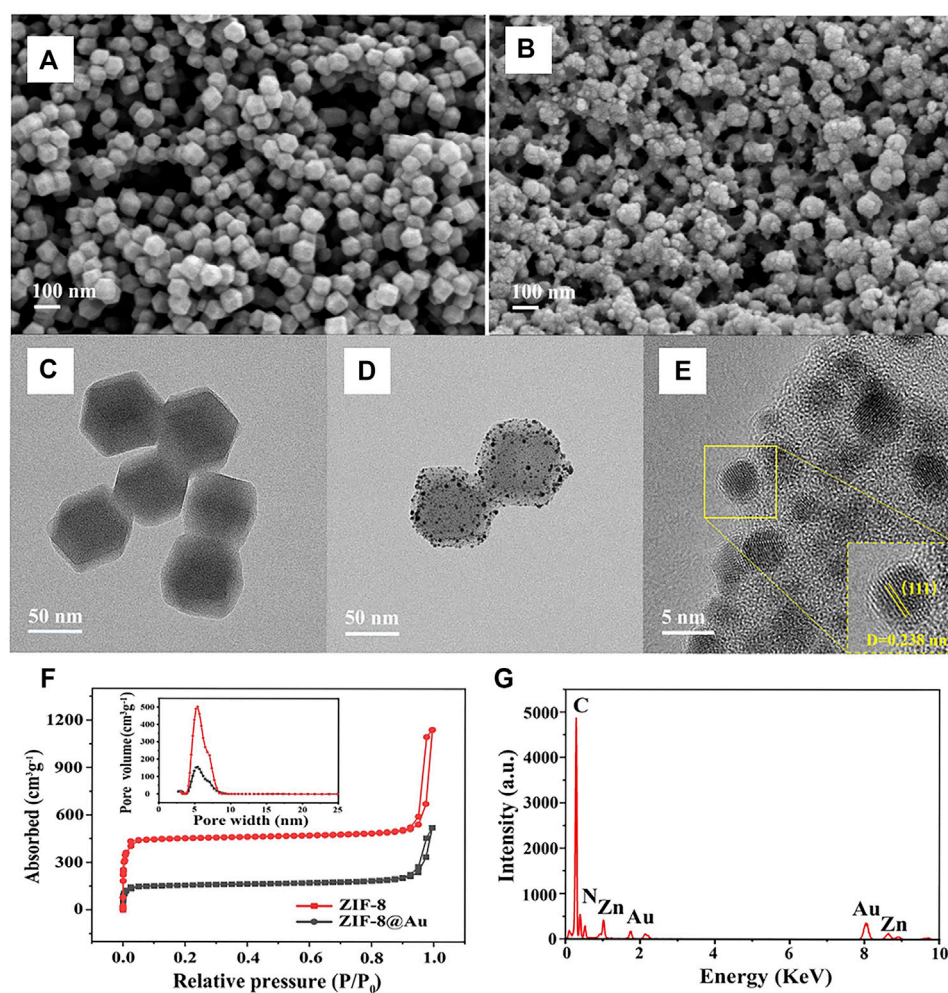 A
B
100 nm
100 nm
C
D
E
(111)
D=0.238 nm
50 nm
50 nm
5 nm
F
G
Absorbed (cm³g⁻¹)
1200
900
600
300
0
Pore volume(cm³g⁻¹)
500
400
300
200
100
0
0 5 10 15 20 25
Pore width (nm)
ZIF-8
ZIF-8@Au
0.0 0.2 0.4 0.6 0.8 1.0
Relative pressure (P/P₀)
Intensity (a.u.)
5000
4000
3000
2000
1000
0
C
N
Zn
Au
Au
Zn
0 2 4 6 8 10
Energy (KeV)